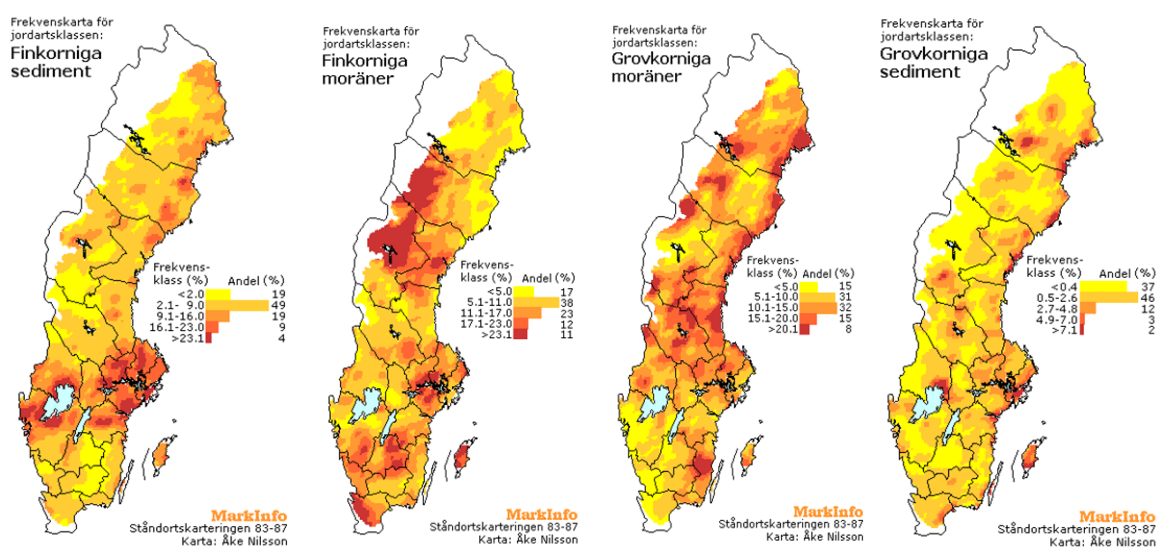 Frekvenskarta för
jordartsklassen:
Finkorniga
sediment
Frekvens-
klass (%) Andel (%)
<2.0 19
2.1- 9.0 49
9.1-16.0 19
16.1-23.0 9
>23.1 4
MarkInfo
Ståndortskarteringen 83-87
Karta: Åke Nilsson
Frekvenskarta för
jordartsklassen:
Finkorniga
moräner
Frekvens-
klass (%) Andel (%)
<5.0 17
5.1-11.0 38
11.1-17.0 23
17.1-23.0 12
>23.1 11
MarkInfo
Ståndortskarteringen 83-87
Karta: Åke Nilsson
Frekvenskarta för
jordartsklassen:
Grovkorniga
moräner
Frekvens-
klass (%) Andel (%)
<5.0 15
5.1-10.0 31
10.1-15.0 32
15.1-20.0 15
>20.1 8
MarkInfo
Ståndortskarteringen 83-87
Karta: Åke Nilsson
Frekvenskarta för
jordartsklassen:
Grovkorniga
sediment
Frekvens-
klass (%) Andel (%)
<0.4 37
0.5-2.6 46
2.7-4.8 12
4.9-7.0 3
>7.1 2
MarkInfo
Ståndortskarteringen 83-87
Karta: Åke Nilsson